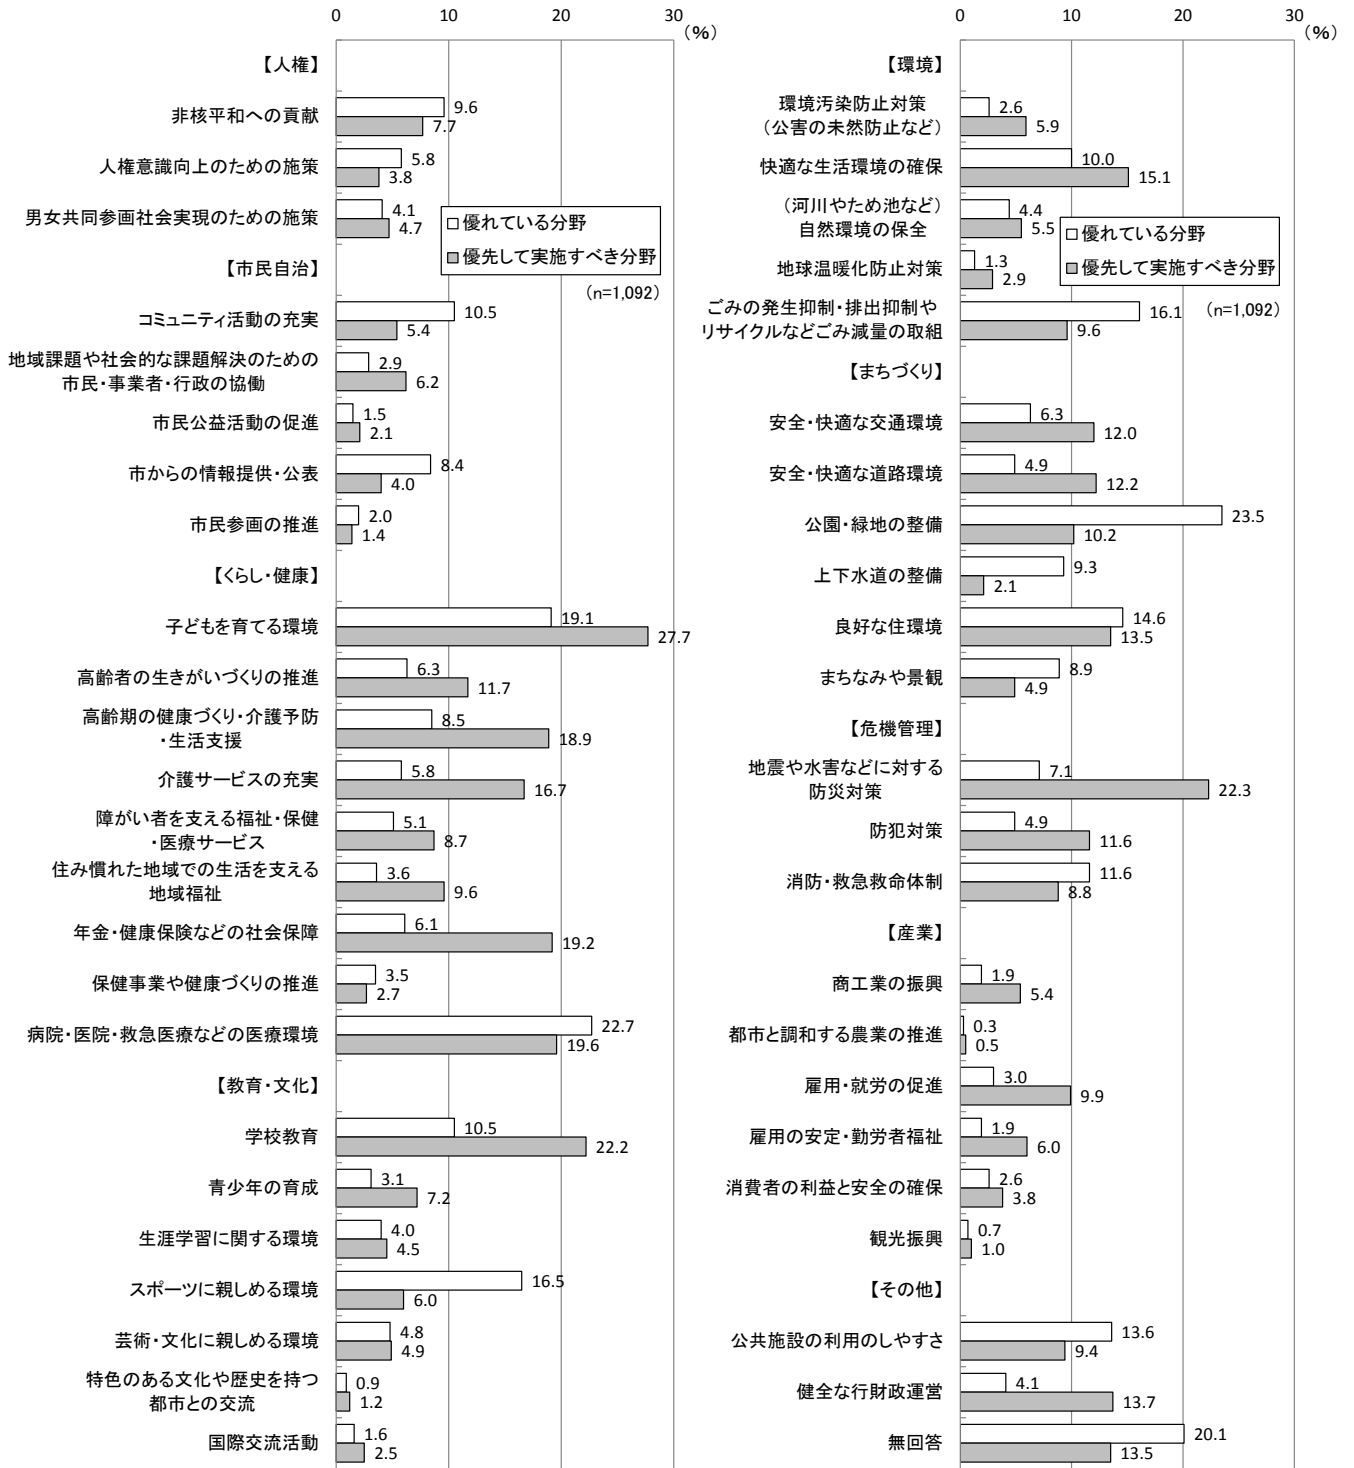 0 10 20 30
（%）
【人権】
非核平和への貢献
9.6
7.7
人権意識向上のための施策
5.8
3.8
男女共同参画社会実現のための施策
4.1
4.7
□優れている分野
■優先して実施すべき分野
（n=1,092）
【市民自治】
コミュニティ活動の充実
10.5
5.4
地域課題や社会的な課題解決のための
市民・事業者・行政の協働
2.9
6.2
市民公益活動の促進
1.5
2.1
市からの情報提供・公表
8.4
4.0
市民参画の推進
2.0
1.4
【くらし・健康】
子どもを育てる環境
19.1
27.7
高齢者の生きがいづくりの推進
6.3
11.7
高齢期の健康づくり・介護予防
・生活支援
8.5
18.9
介護サービスの充実
5.8
16.7
障がい者を支える福祉・保健
・医療サービス
5.1
8.7
住み慣れた地域での生活を支える
地域福祉
3.6
9.6
年金・健康保険などの社会保障
6.1
19.2
保健事業や健康づくりの推進
3.5
2.7
病院・医院・救急医療などの医療環境
22.7
19.6
【教育・文化】
学校教育
10.5
22.2
青少年の育成
3.1
7.2
生涯学習に関する環境
4.0
4.5
スポーツに親しめる環境
16.5
6.0
芸術・文化に親しめる環境
4.8
4.9
特色のある文化や歴史を持つ
都市との交流
0.9
1.2
国際交流活動
1.6
2.5
0 10 20 30
（%）
【環境】
環境汚染防止対策
（公害の未然防止など）
2.6
5.9
快適な生活環境の確保
10.0
15.1
（河川やため池など）
自然環境の保全
4.4
5.5
□優れている分野
■優先して実施すべき分野
（n=1,092）
地球温暖化防止対策
1.3
2.9
ごみの発生抑制・排出抑制や
リサイクルなどごみ減量の取組
16.1
9.6
【まちづくり】
安全・快適な交通環境
6.3
12.0
安全・快適な道路環境
4.9
12.2
公園・緑地の整備
23.5
10.2
上下水道の整備
9.3
2.1
良好な住環境
14.6
13.5
まちなみや景観
8.9
4.9
【危機管理】
地震や水害などに対する
防災対策
7.1
22.3
防犯対策
4.9
11.6
消防・救急救命体制
11.6
8.8
【産業】
商工業の振興
1.9
5.4
都市と調和する農業の推進
0.3
0.5
雇用・就労の促進
3.0
9.9
雇用の安定・勤労者福祉
1.9
6.0
消費者の利益と安全の確保
2.6
3.8
観光振興
0.7
1.0
【その他】
公共施設の利用のしやすさ
13.6
9.4
健全な行財政運営
4.1
13.7
無回答
20.1
13.5